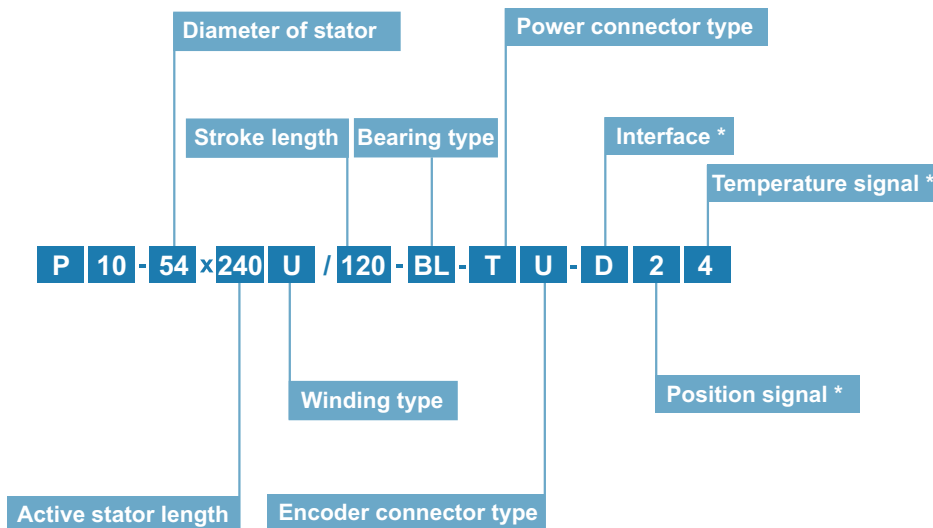 Diameter of stator
Power connector type
Stroke length
Bearing type
Interface *
Temperature signal *
P 10 - 54 x 240 U / 120 - BL - T U - D 2 4
Winding type
Position signal *
Active stator length
Encoder connector type